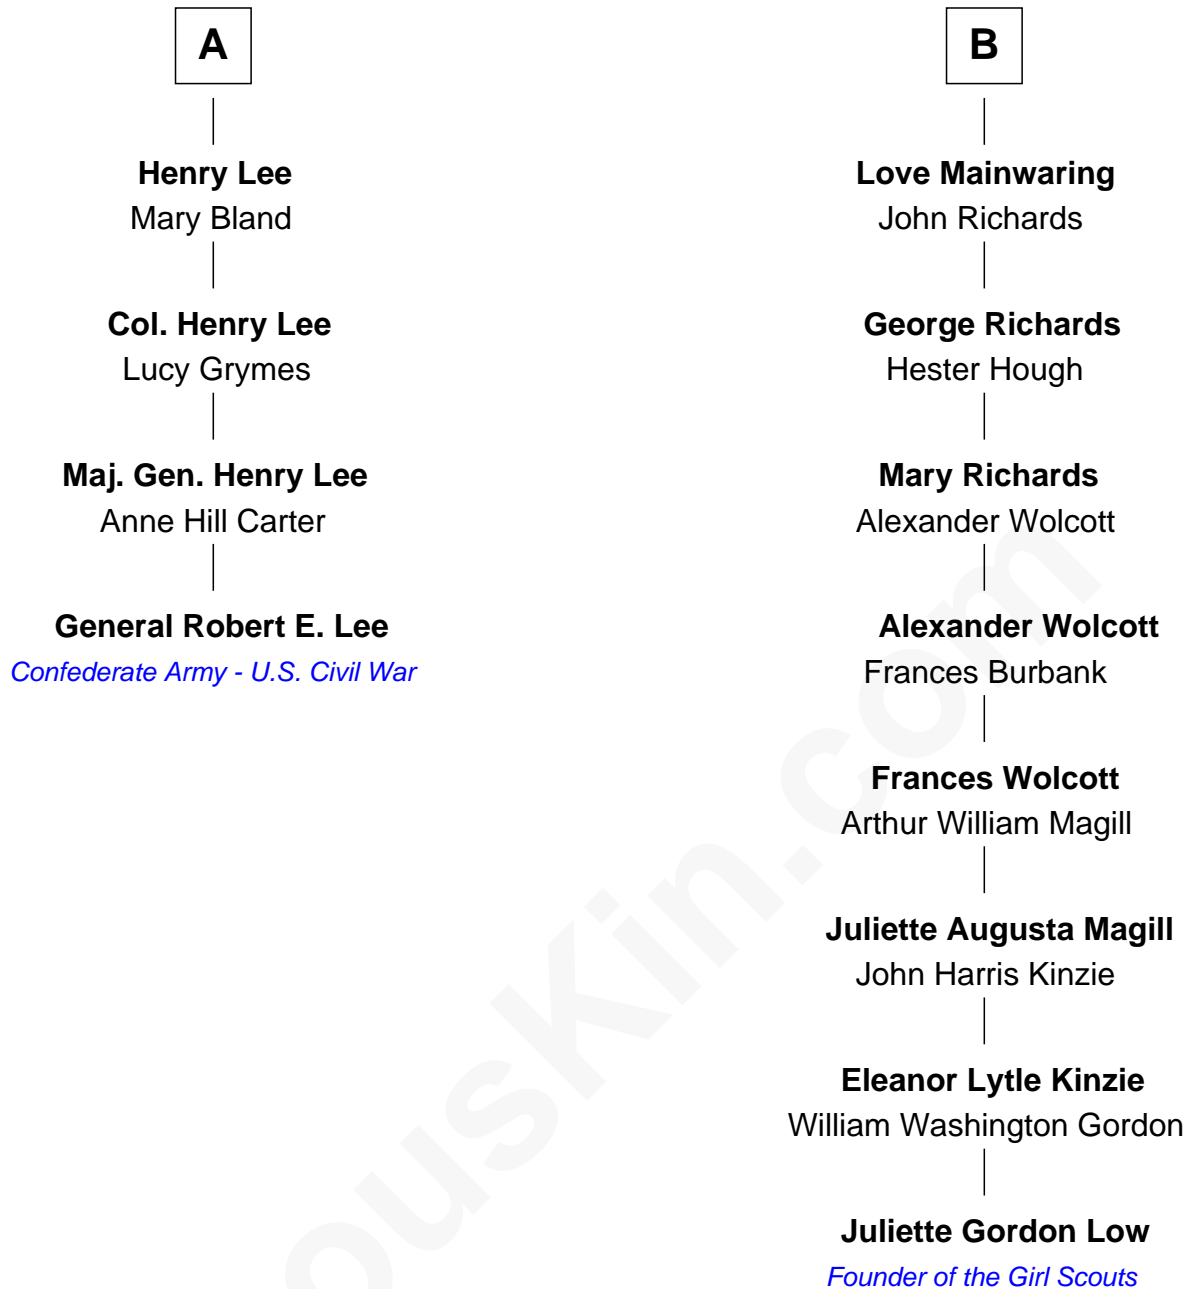 A
Henry Lee
Mary Bland
Col. Henry Lee
Lucy Grymes
Maj. Gen. Henry Lee
Anne Hill Carter
General Robert E. Lee
Confederate Army - U.S. Civil War
B
Love Mainwaring
John Richards
George Richards
Hester Hough
Mary Richards
Alexander Wolcott
Alexander Wolcott
Frances Burbank
Frances Wolcott
Arthur William Magill
Juliette Augusta Magill
John Harris Kinzie
Eleanor Lytle Kinzie
William Washington Gordon
Juliette Gordon Low
Founder of the Girl Scouts
ousKin.com